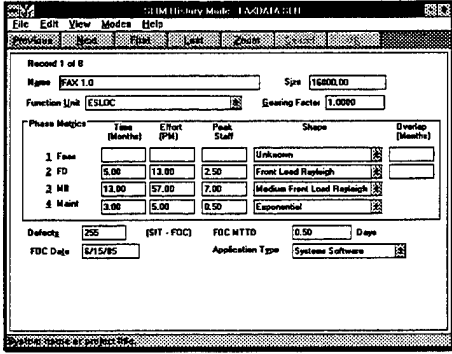 SLIM History Mode - FAXDATA.SLH
File Edit View Modes Help
Previous Next First Last Zoom
Record 1 of 8
Name FAX 1.0 Size 16800.00
Function Unit ESLOC Gearing Factor 1.0000
Phase Metrics Time (Months) Effort (PM) Peak Staff Shape Overlap (Months)
1 Feas Unknown
2 FD 5.00 13.00 2.50 Front Load Rayleigh
3 MB 13.00 57.00 7.00 Medium Front Load Rayleigh
4 Maint 3.00 5.00 0.50 Exponential
Defects 255 (SIT - FOC) FOC MTTD 0.50 Days
FOC Date 6/15/85 Application Type Systems Software
System name or project title.